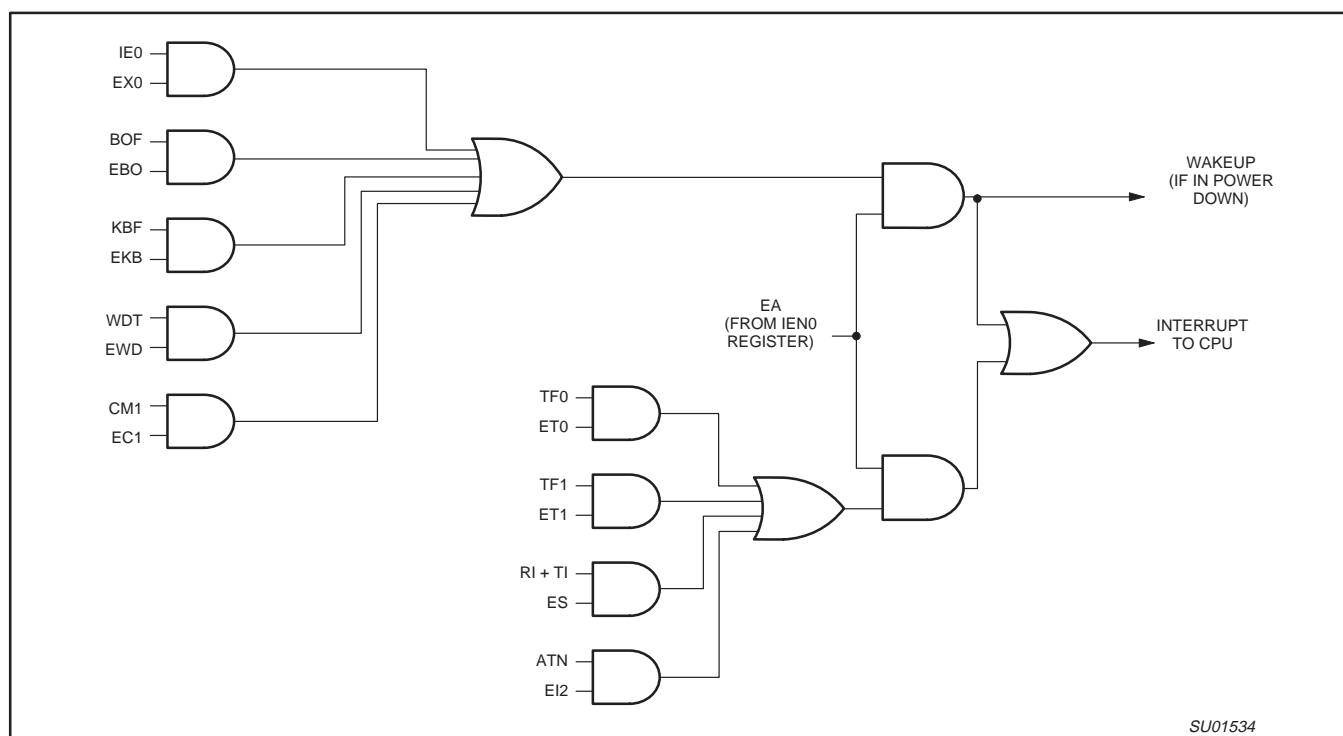 IE0
EX0
BOF
EBO
KBF
EKB
WDT
EWD
CM1
EC1
WAKEUP
(IF IN POWER
DOWN)
EA
(FROM IEN0
REGISTER)
INTERRUPT
TO CPU
TF0
ET0
TF1
ET1
RI + TI
ES
ATN
EI2
SU01534